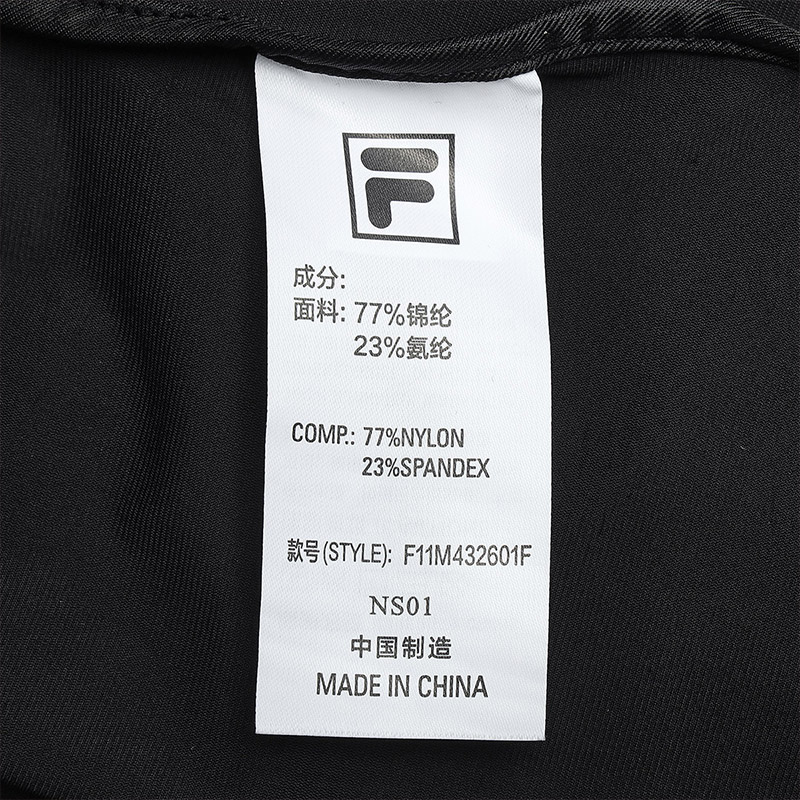 F
成分:
面料: 77%锦纶
23%氨纶
COMP.: 77%NYLON
23%SPANDEX
款号(STYLE): F11M432601F
NS01
中国制造
MADE IN CHINA